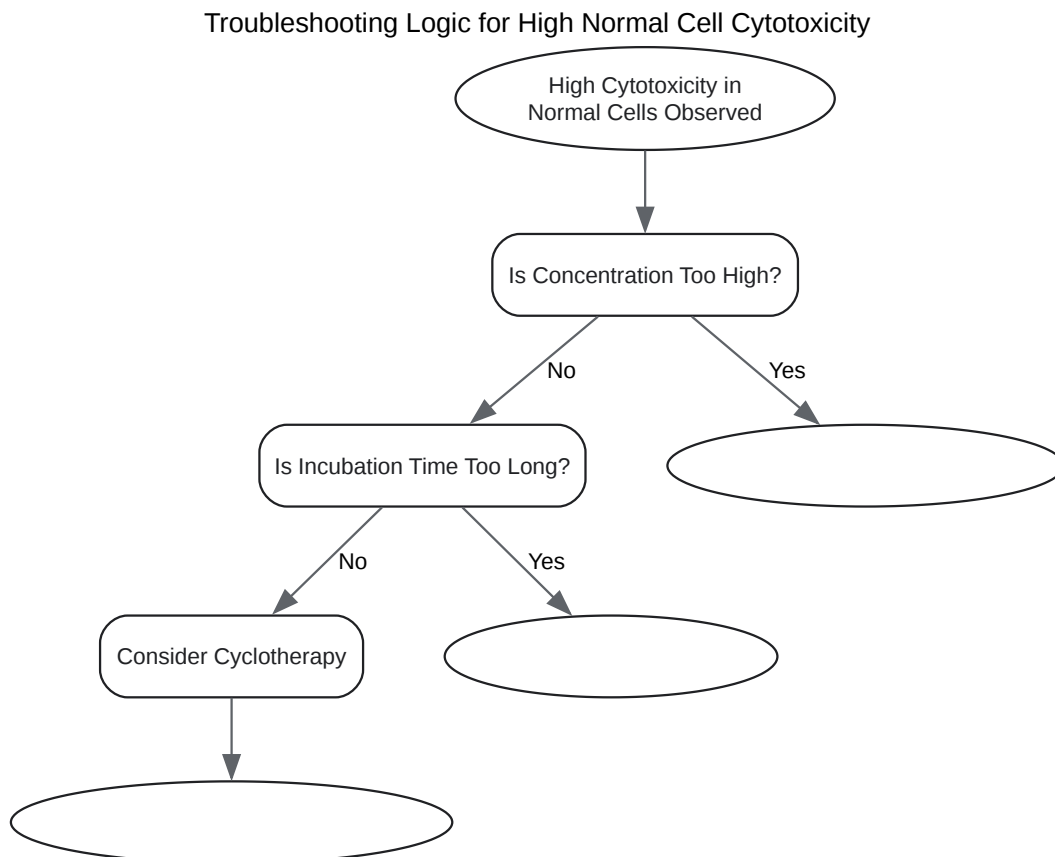 Troubleshooting Logic for High Normal Cell Cytotoxicity
High Cytotoxicity in
Normal Cells Observed
Is Concentration Too High?
No
Yes
Is Incubation Time Too Long?
No
Yes
Consider Cyclotherapy